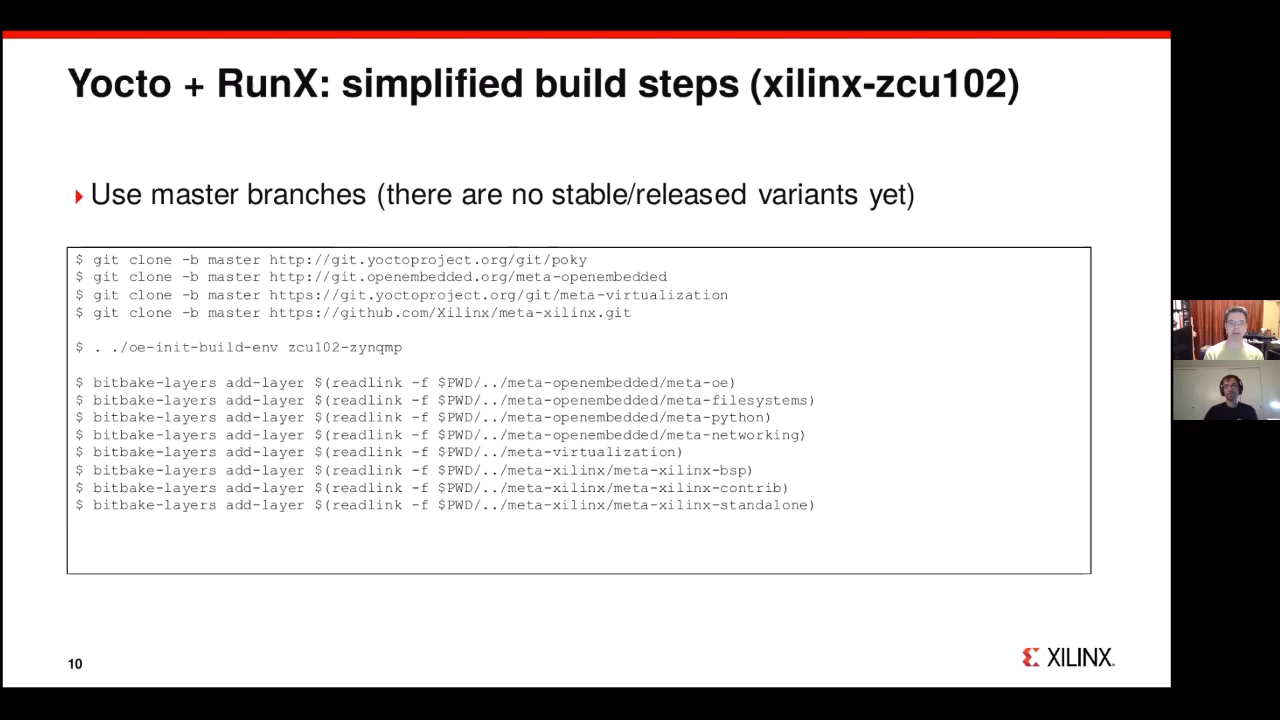 Yocto + RunX: simplified build steps (xilinx-zcu102)
Use master branches (there are no stable/released variants yet)
$ git clone -b master http://git.yoctoproject.org/git/poky
$ git clone -b master http://git.openembedded.org/meta-openembedded
$ git clone -b master https://git.yoctoproject.org/git/meta-virtualization
$ git clone -b master https://github.com/Xilinx/meta-xilinx.git
$ . ./oe-init-build-env zcu102-zynqmp
$ bitbake-layers add-layer $(readlink -f $PWD/../meta-openembedded/meta-oe)
$ bitbake-layers add-layer $(readlink -f $PWD/../meta-openembedded/meta-filesystems)
$ bitbake-layers add-layer $(readlink -f $PWD/../meta-openembedded/meta-python)
$ bitbake-layers add-layer $(readlink -f $PWD/../meta-openembedded/meta-networking)
$ bitbake-layers add-layer $(readlink -f $PWD/../meta-virtualization)
$ bitbake-layers add-layer $(readlink -f $PWD/../meta-xilinx/meta-xilinx-bsp)
$ bitbake-layers add-layer $(readlink -f $PWD/../meta-xilinx/meta-xilinx-contrib)
$ bitbake-layers add-layer $(readlink -f $PWD/../meta-xilinx/meta-xilinx-standalone)
10
XILINX.